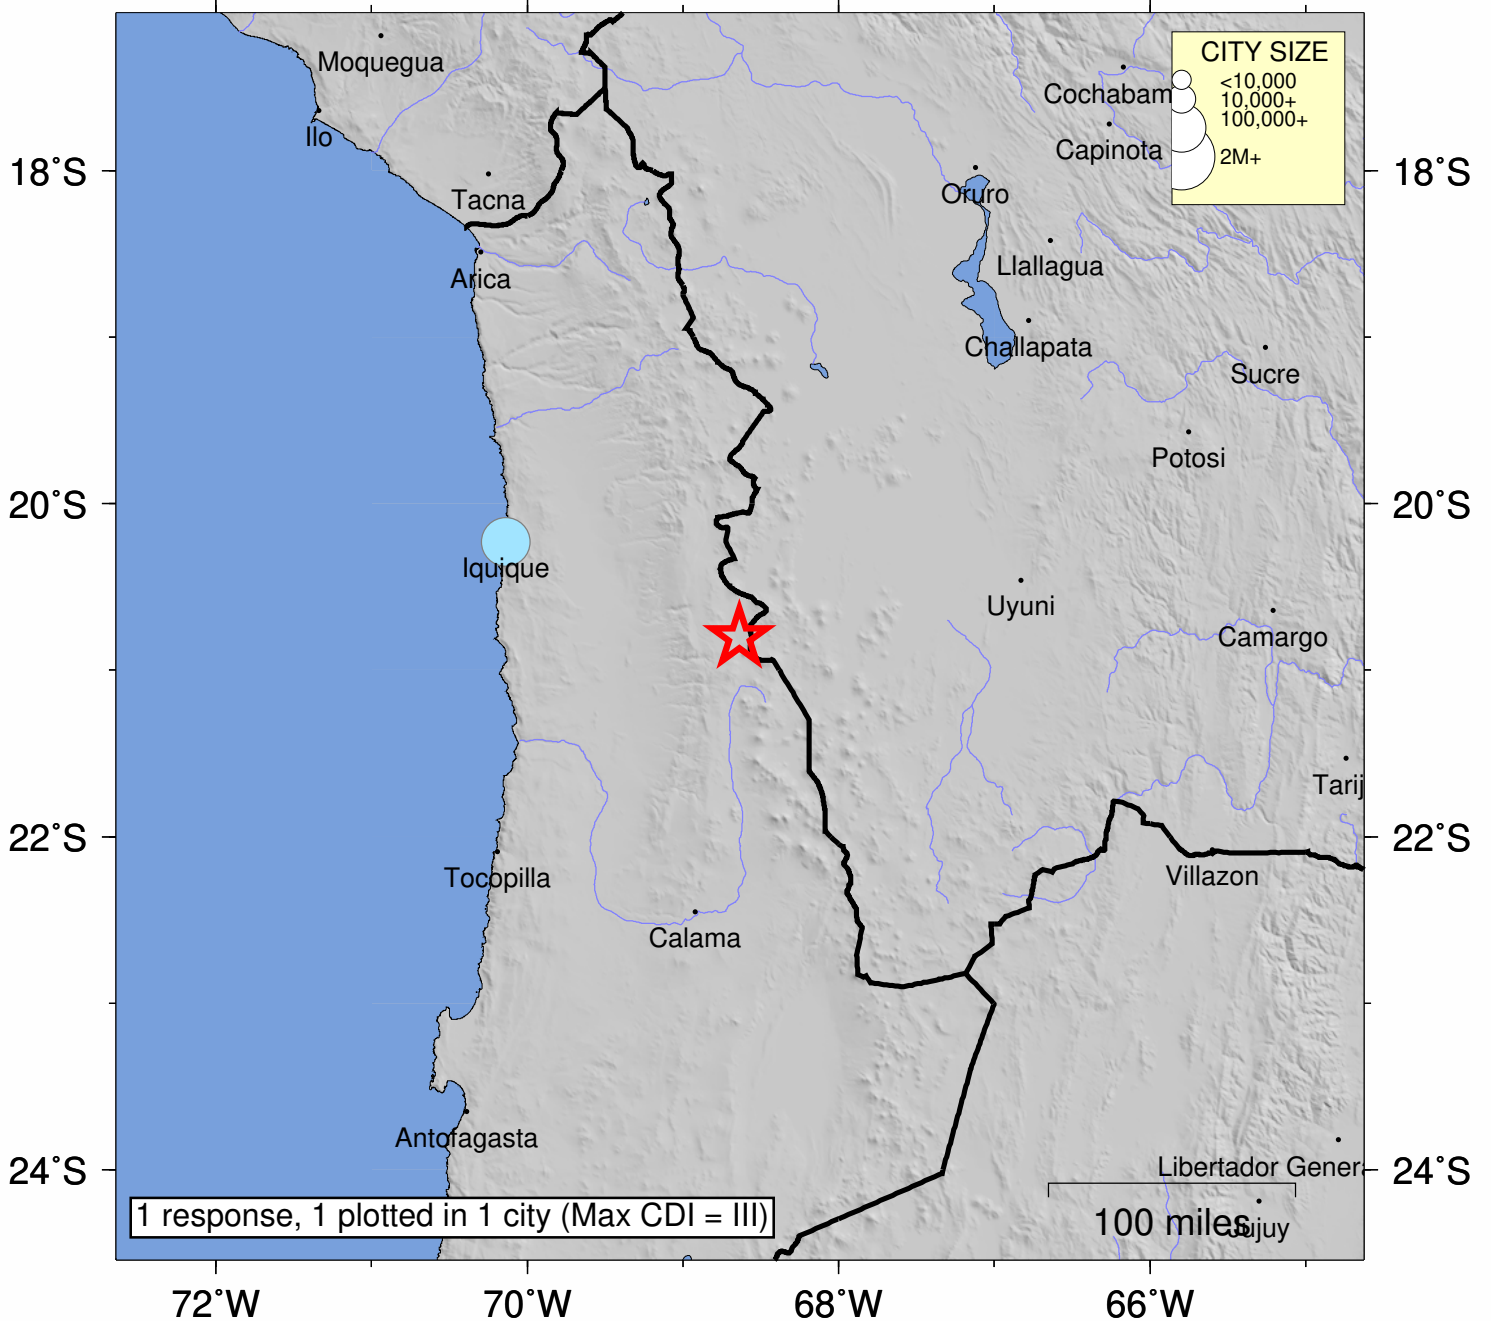 Moquegua
Ilo
Tacna
Arica
Cochabam
Capinota
Oruro
Llallagua
Challapata
Sucre
Potosi
CITY SIZE
<10,000
10,000+
100,000+
2M+
18°S
18°S
20°S
20°S
Iquique
Uyuni
Camargo
Tarij
22°S
22°S
Tocopilla
Villazon
Calama
Antofagasta
24°S
24°S
Libertador Genera
100 miles
Jujuy
1 response, 1 plotted in 1 city (Max CDI = III)
72°W
70°W
68°W
66°W